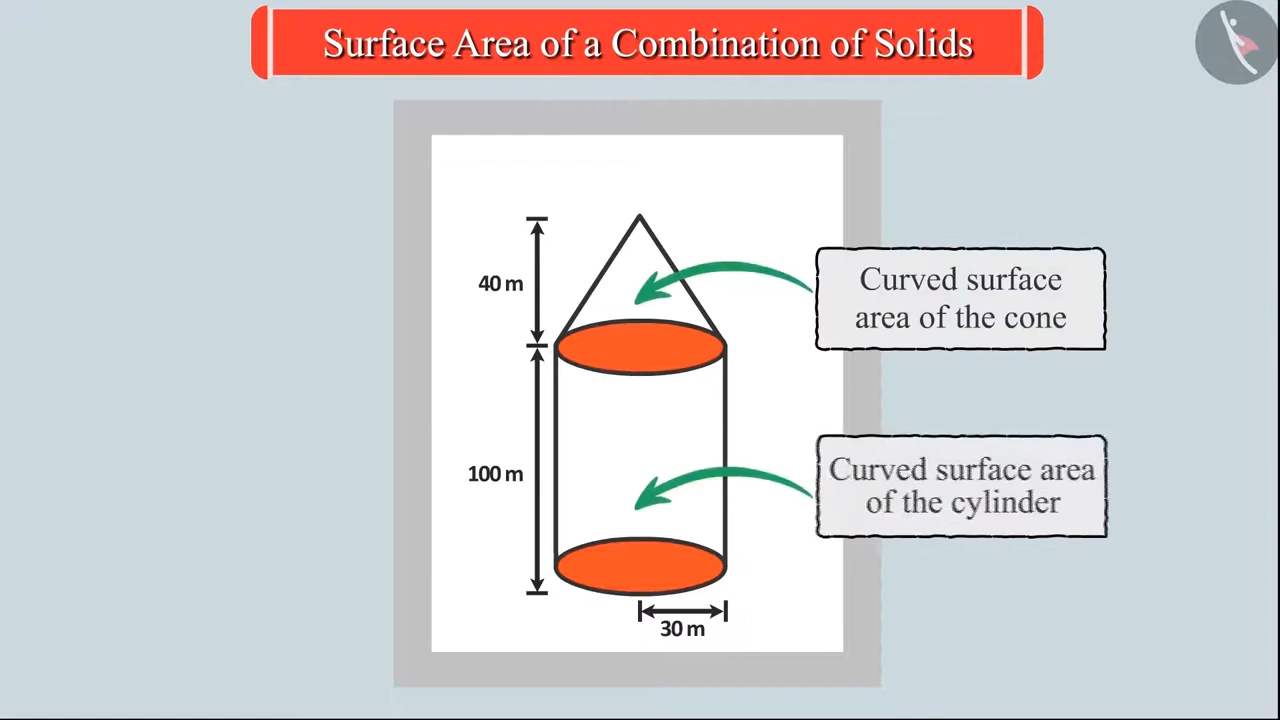 Surface Area of a Combination of Solids
40 m
Curved surface
area of the cone
100 m
Curved surface area
of the cylinder
30 m